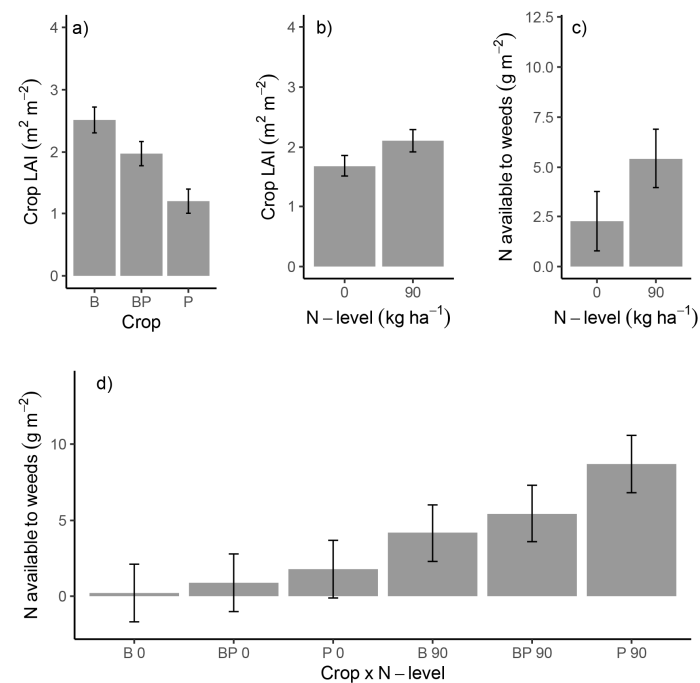 a)
Crop LAI (m² m⁻²)
4
3
2
1
0
B BP P
Crop
b)
Crop LAI (m² m⁻²)
4
3
2
1
0
0 90
N – level (kg ha⁻¹)
c)
N available to weeds (g m⁻²)
12.5
10.0
7.5
5.0
2.5
0.0
0 90
N – level (kg ha⁻¹)
d)
N available to weeds (g m⁻²)
10
5
0
B 0 BP 0 P 0 B 90 BP 90 P 90
Crop x N – level